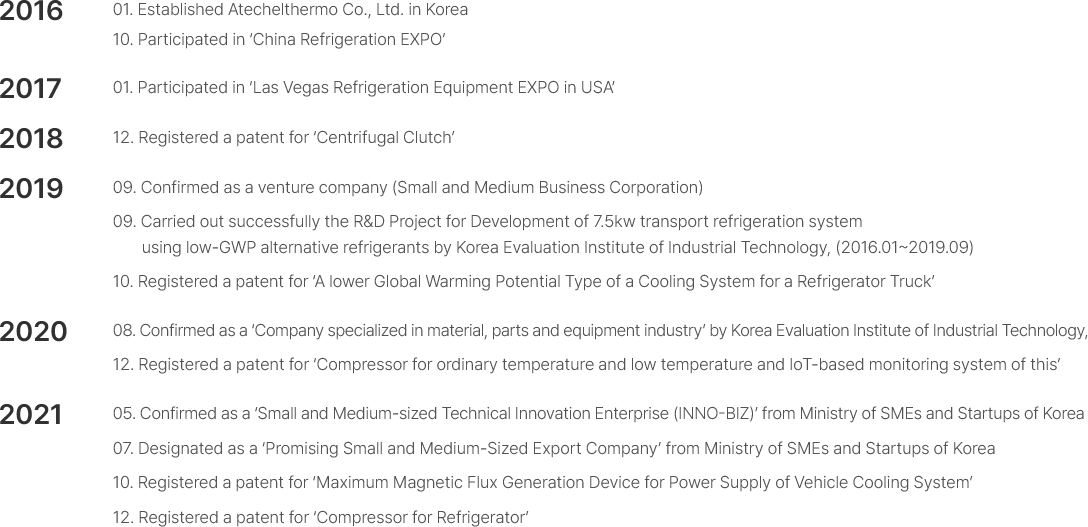 2016 01. Established Atechelthermo Co., Ltd. in Korea
10. Participated in ‘China Refrigeration EXPO’
2017 01. Participated in ‘Las Vegas Refrigeration Equipment EXPO in USA’
2018 12. Registered a patent for ‘Centrifugal Clutch’
2019 09. Confirmed as a venture company (Small and Medium Business Corporation)
09. Carried out successfully the R&D Project for Development of 7.5kw transport refrigeration system
using low-GWP alternative refrigerants by Korea Evaluation Institute of Industrial Technology, (2016.01~2019.09)
10. Registered a patent for ‘A lower Global Warming Potential Type of a Cooling System for a Refrigerator Truck’
2020 08. Confirmed as a ‘Company specialized in material, parts and equipment industry’ by Korea Evaluation Institute of Industrial Technology,
12. Registered a patent for ‘Compressor for ordinary temperature and low temperature and IoT-based monitoring system of this’
2021 05. Confirmed as a ‘Small and Medium-sized Technical Innovation Enterprise (INNO-BIZ)’ from Ministry of SMEs and Startups of Korea
07. Designated as a ‘Promising Small and Medium-Sized Export Company’ from Ministry of SMEs and Startups of Korea
10. Registered a patent for ‘Maximum Magnetic Flux Generation Device for Power Supply of Vehicle Cooling System’
12. Registered a patent for ‘Compressor for Refrigerator’